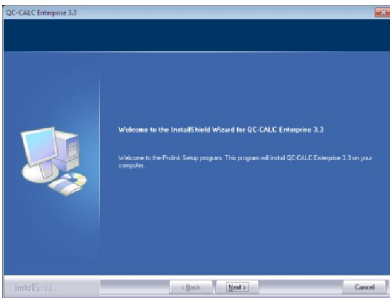 QC-CALC Enterprise 3.3
Welcome to the InstallShield Wizard for QC-CALC Enterprise 3.3
Welcome to the Prolink Setup program. This program will install QC-CALC Enterprise 3.3 on your
computer.
InstallShield
< Back
Next >
Cancel